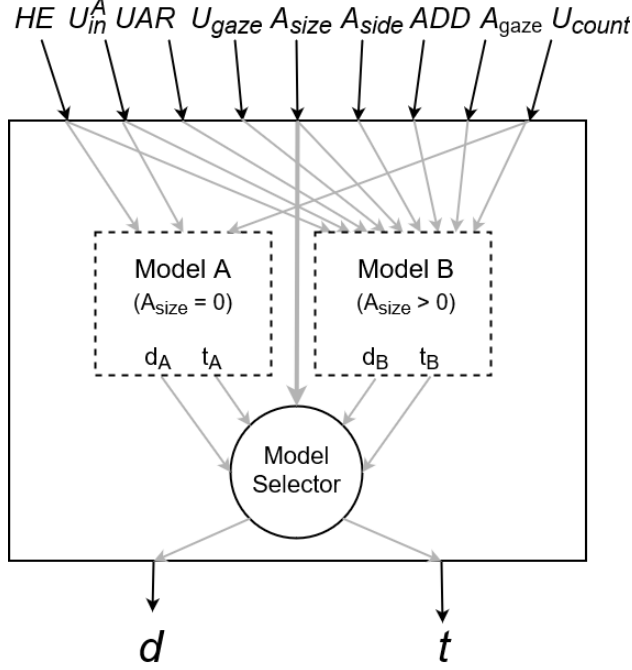 HE U_in^A UAR U_gaze A_size A_side ADD A_gaze U_count
Model A Model B
(A_size = 0) (A_size > 0)
d_A t_A d_B t_B
Model
Selector
d t